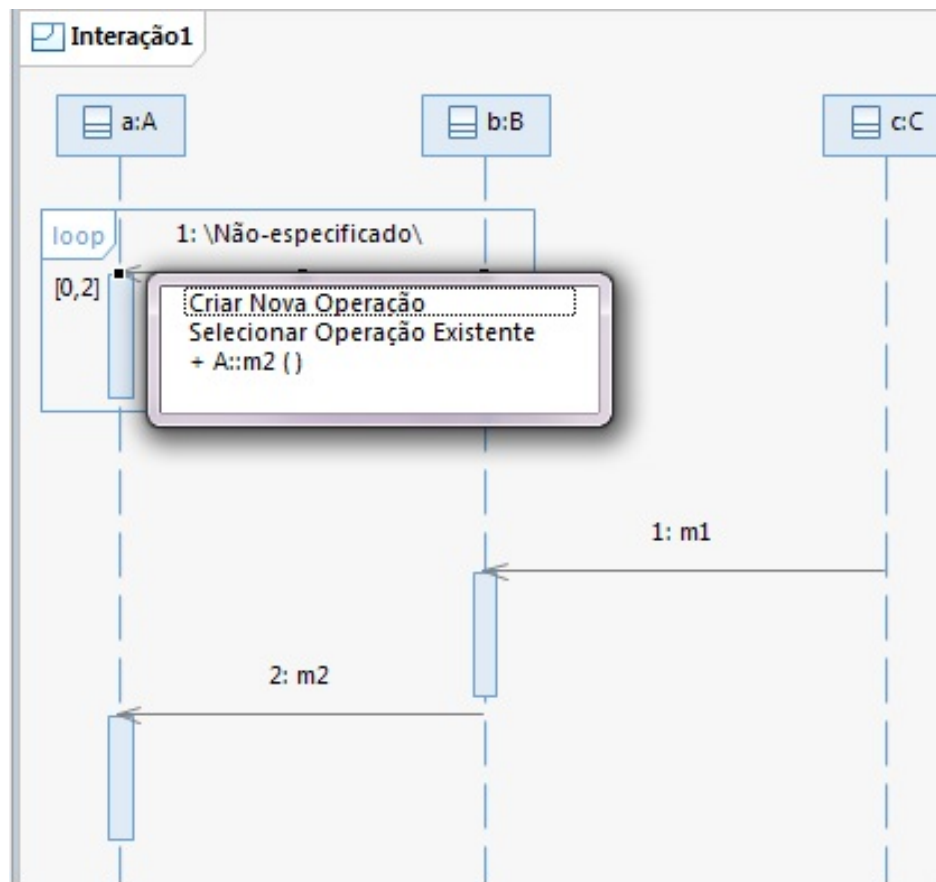 Interação1
a:A
b:B
c:C
loop
1: \Não-especificado\
[0,2]
Criar Nova Operação
Selecionar Operação Existente
+ A::m2 ( )
1: m1
2: m2